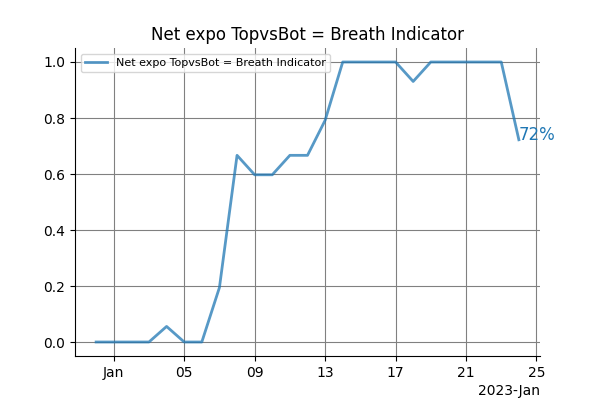 Net expo TopvsBot = Breath Indicator
Net expo TopvsBot = Breath Indicator
1.0
0.8
0.6
0.4
0.2
0.0
72%
Jan 05 09 13 17 21 25
2023-Jan